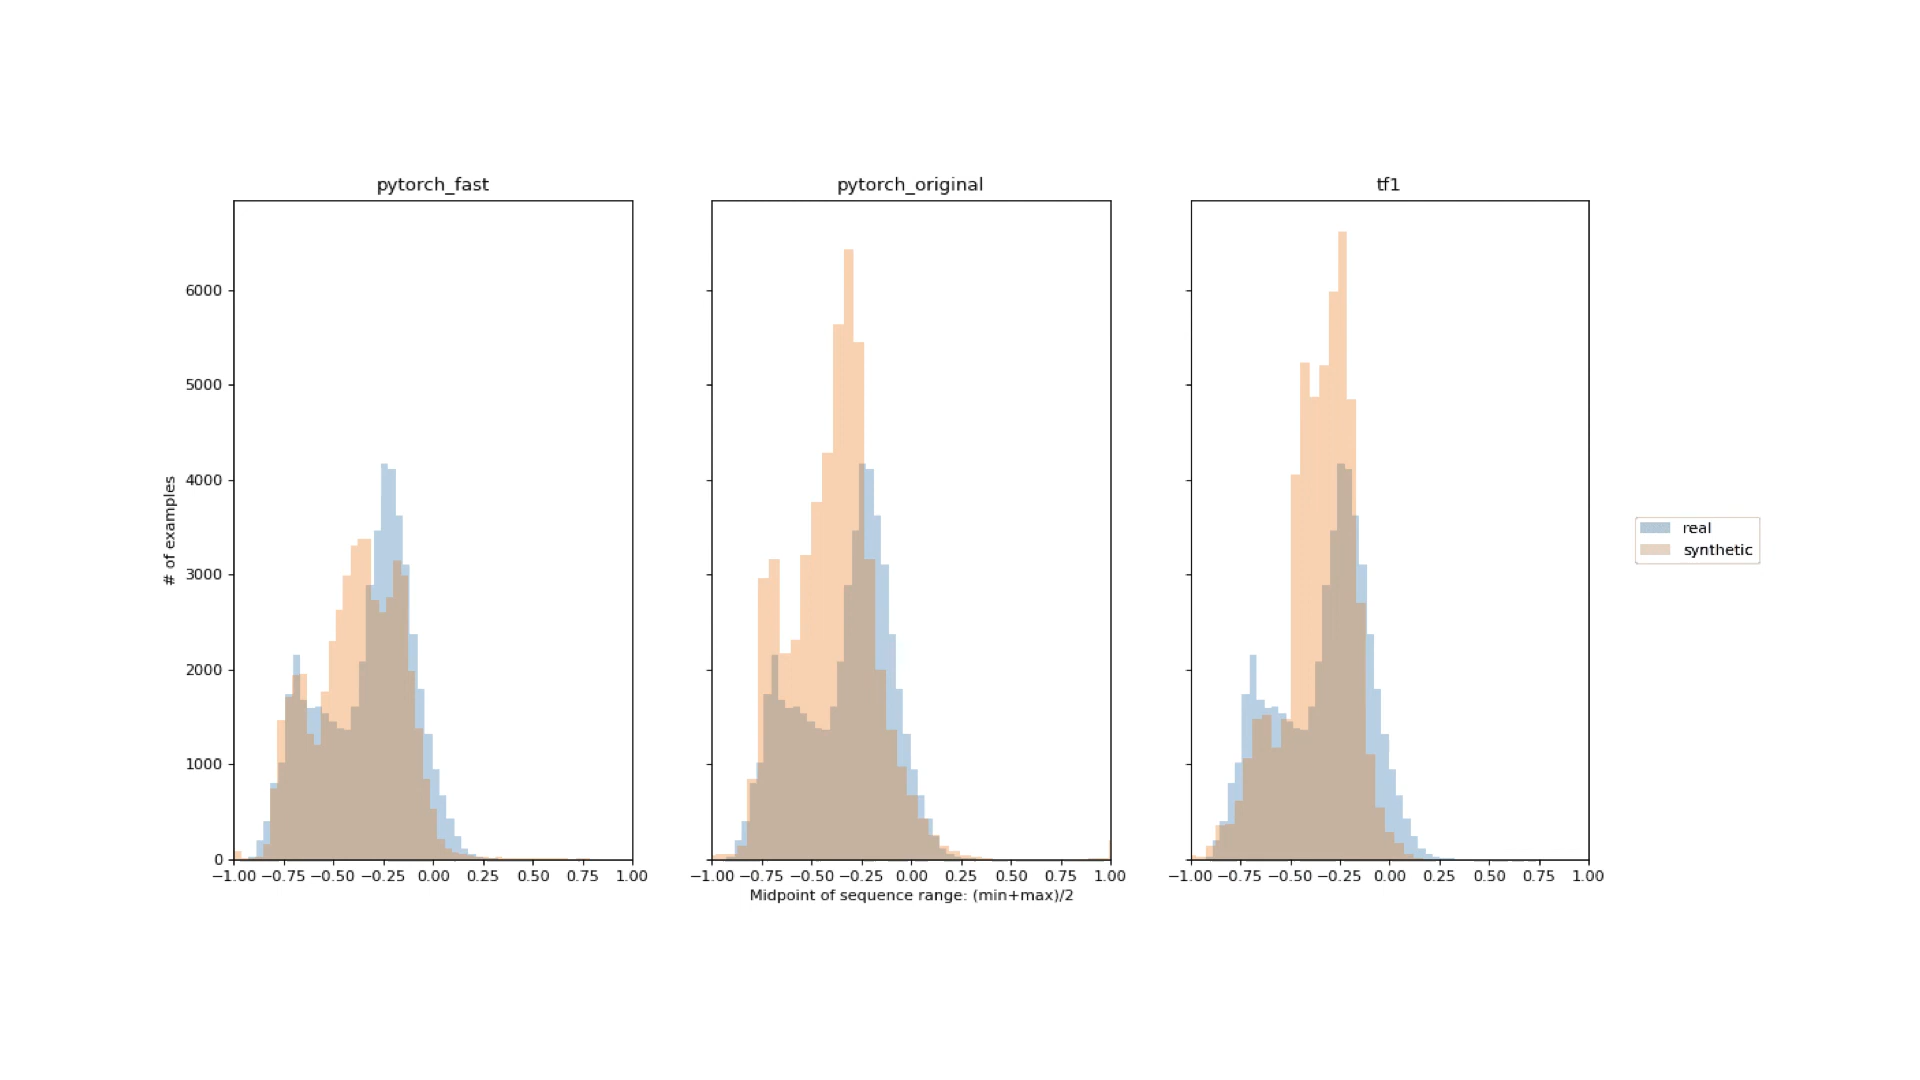 pytorch_fast
pytorch_original
tf1
6000
5000
4000
3000
2000
1000
0
# of examples
−1.00 −0.75 −0.50 −0.25 0.00 0.25 0.50 0.75 1.00
−1.00 −0.75 −0.50 −0.25 0.00 0.25 0.50 0.75 1.00
−1.00 −0.75 −0.50 −0.25 0.00 0.25 0.50 0.75 1.00
Midpoint of sequence range: (min+max)/2
real
synthetic